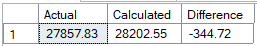 Actual Calculated Difference
1 27857.83 28202.55 -344.72